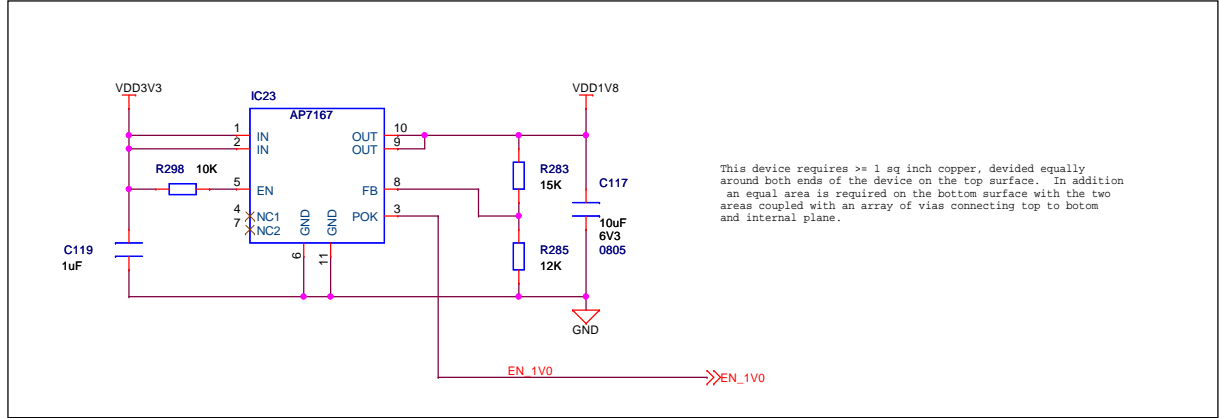 VDD3V3
VDD1V8
IC23
AP7167
1
IN
OUT
10
2
IN
OUT
9
R298 10K
R283
15K
C117
5
EN
FB
8
4
NC1
POK
3
7
NC2
GND
GND
10uF
6V3
0805
C119
1uF
6
11
R285
12K
GND
EN_1V0
EN_1V0
This device requires >= 1 sq inch copper, devided equally
around both ends of the device on the top surface.  In addition
an equal area is required on the bottom surface with the two
areas coupled with an array of vias connecting top to botom
and internal plane.